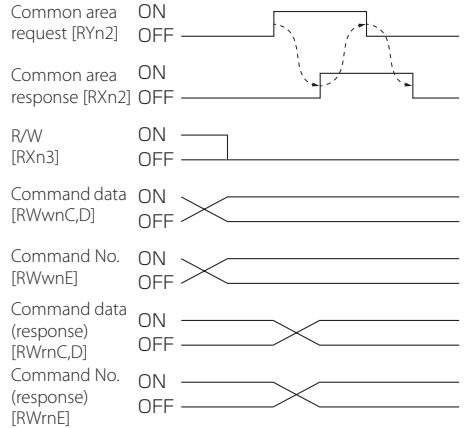 Common area ON
request [RYn2] OFF
Common area ON
response [RXn2] OFF
R/W ON
[RXn3] OFF
Command data ON
[RWwnC,D] OFF
Command No. ON
[RWwnE] OFF
Command data
(response) ON
[RWrnC,D] OFF
Command No. ON
(response) OFF
[RWrnE]